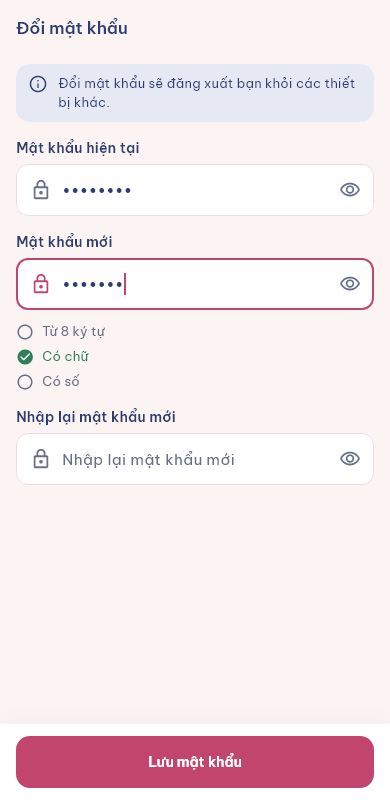 Đổi mật khẩu
Đổi mật khẩu sẽ đăng xuất bạn khỏi các thiết
bị khác.
Mật khẩu hiện tại
••••••••
Mật khẩu mới
•••••••
Từ 8 ký tự
Có chữ
Có số
Nhập lại mật khẩu mới
Nhập lại mật khẩu mới
Lưu mật khẩu